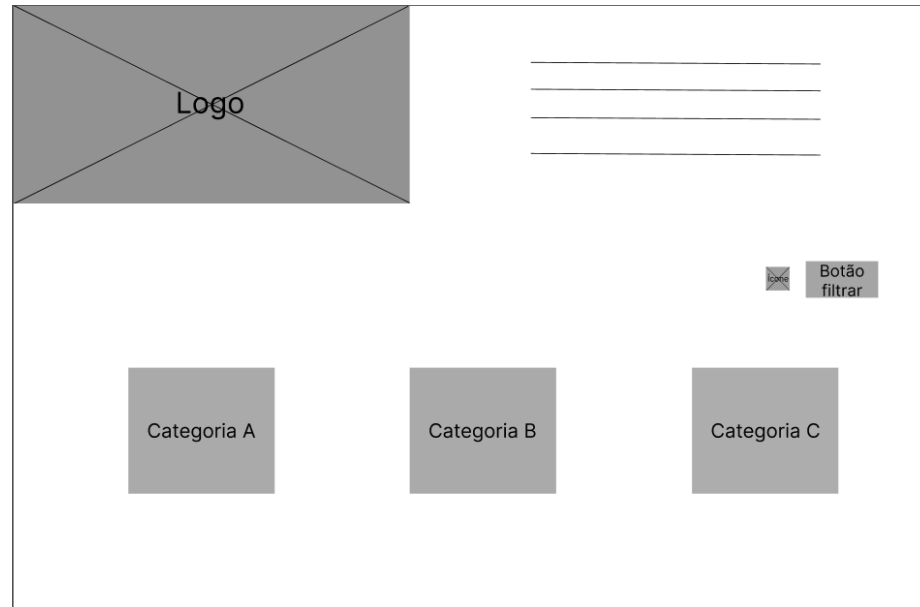 Logo
Ícone
Botão
filtrar
Categoria A
Categoria B
Categoria C